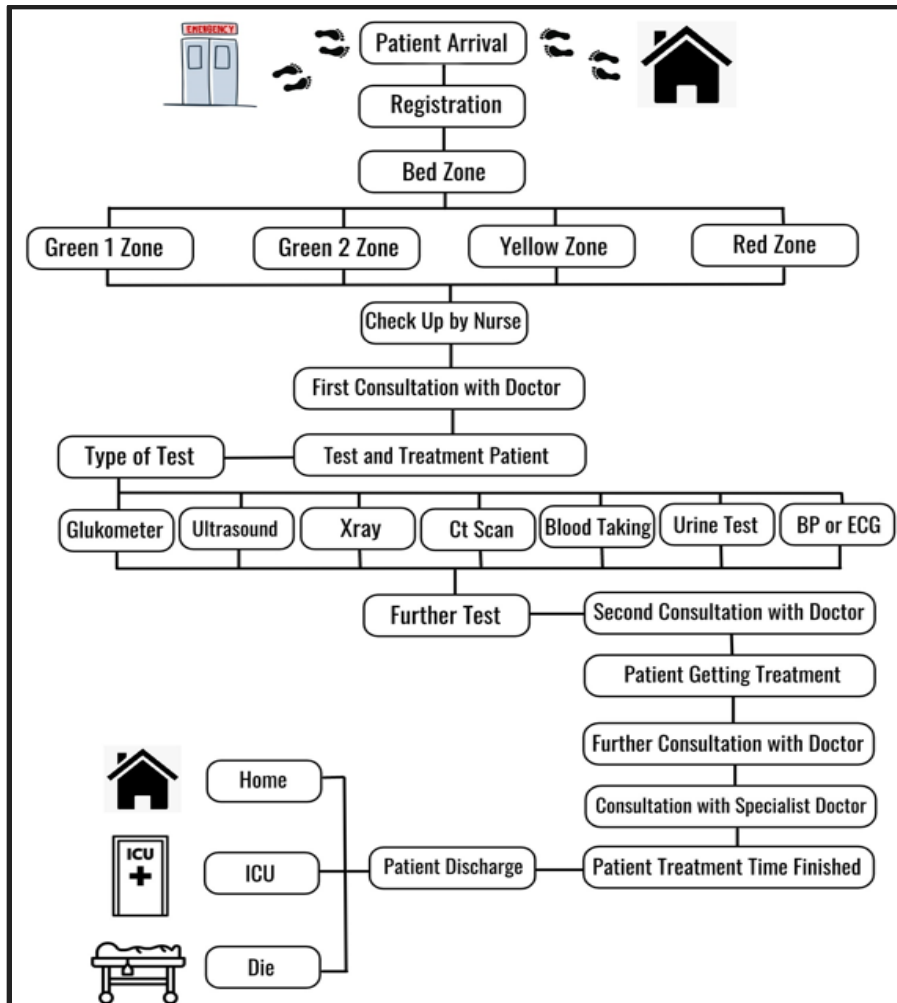 EMERGENCY
Patient Arrival
Registration
Bed Zone
Green 1 Zone
Green 2 Zone
Yellow Zone
Red Zone
Check Up by Nurse
First Consultation with Doctor
Type of Test
Test and Treatment Patient
Glukometer
Ultrasound
Xray
Ct Scan
Blood Taking
Urine Test
BP or ECG
Further Test
Second Consultation with Doctor
Patient Getting Treatment
Further Consultation with Doctor
Consultation with Specialist Doctor
Patient Treatment Time Finished
Patient Discharge
Home
ICU
ICU
Die